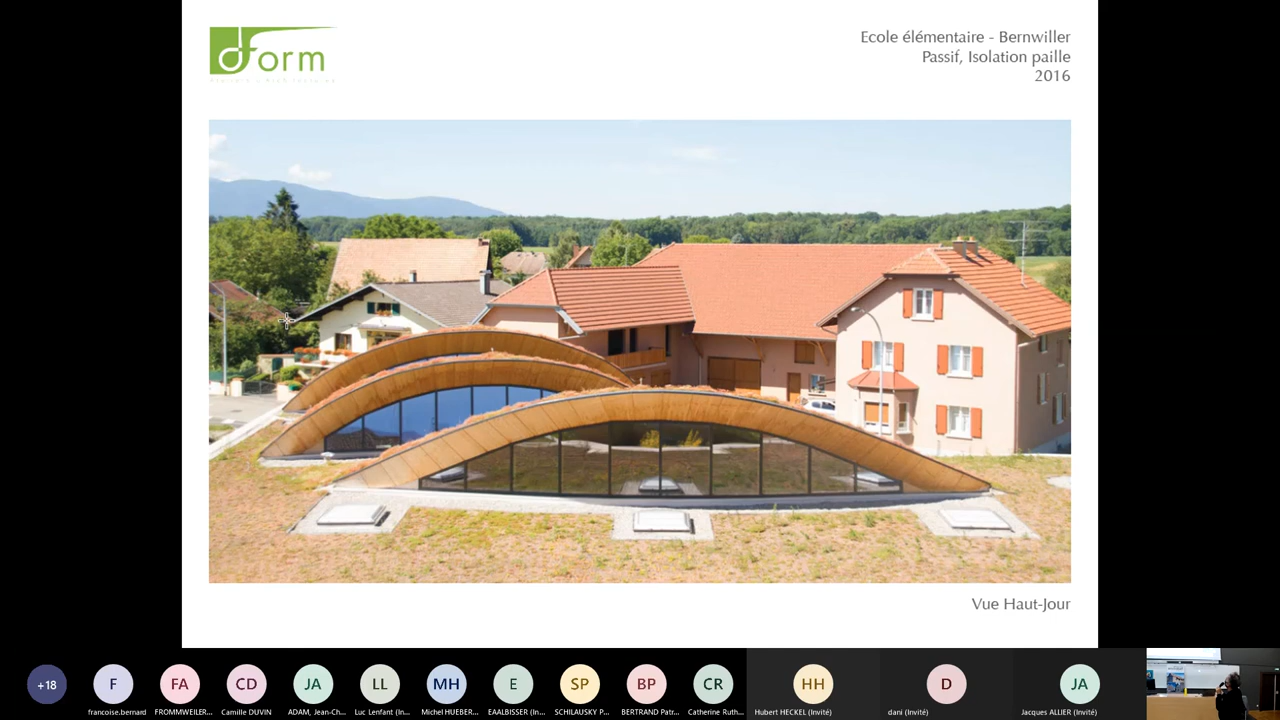 dform
Ecole élémentaire - Bernwiller
Passif, Isolation paille
2016
Vue Haut-Jour
+18
F
FA
CD
JA
LL
MH
E
SP
BP
CR
HH
D
JA
francoise.bernard
FROMMWEILER...
Camille DUVIN
ADAM, Jean-Ch...
Luc Lenfant (In...
Michel HUEBER...
EAALBISSER (In...
SCHILAUSKY P...
BERTRAND Patr...
Catherine Ruth...
Hubert HECKEL (Invité)
dani (Invité)
Jacques ALLIER (Invité)